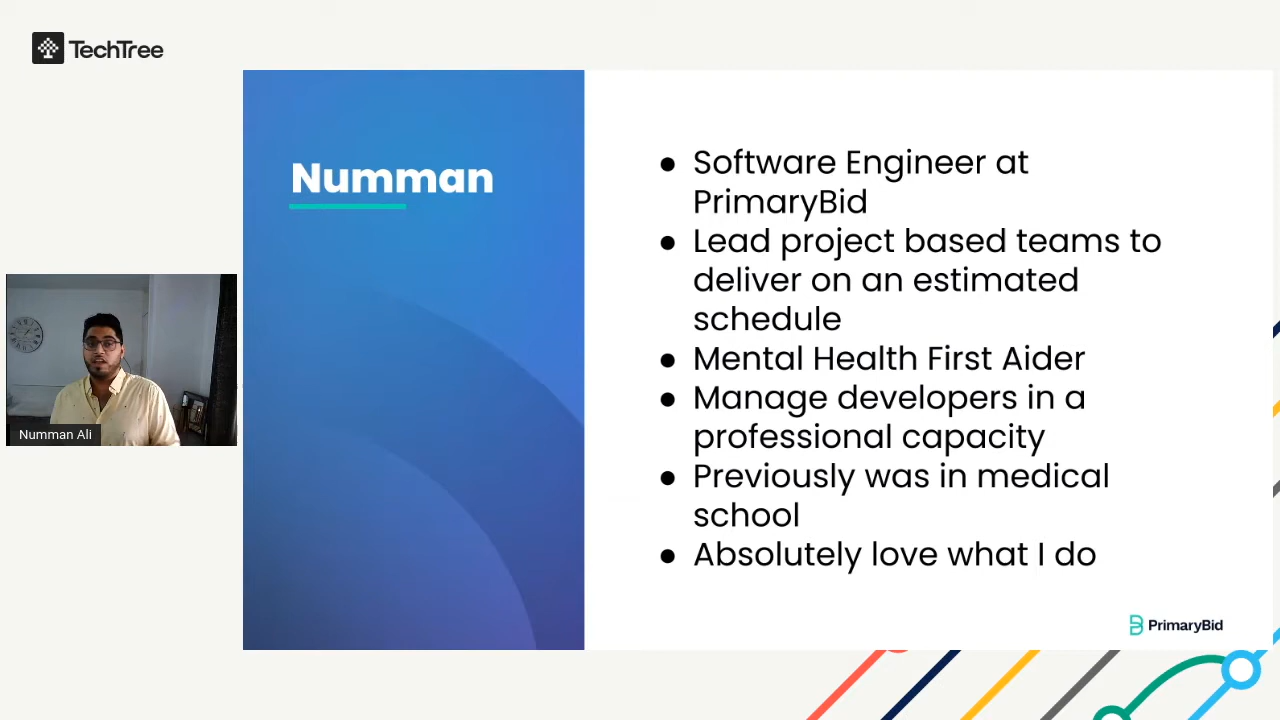 TechTree
Numman
● Software Engineer at
PrimaryBid
● Lead project based teams to
deliver on an estimated
schedule
● Mental Health First Aider
● Manage developers in a
professional capacity
● Previously was in medical
school
● Absolutely love what I do
Numman Ali
PrimaryBid